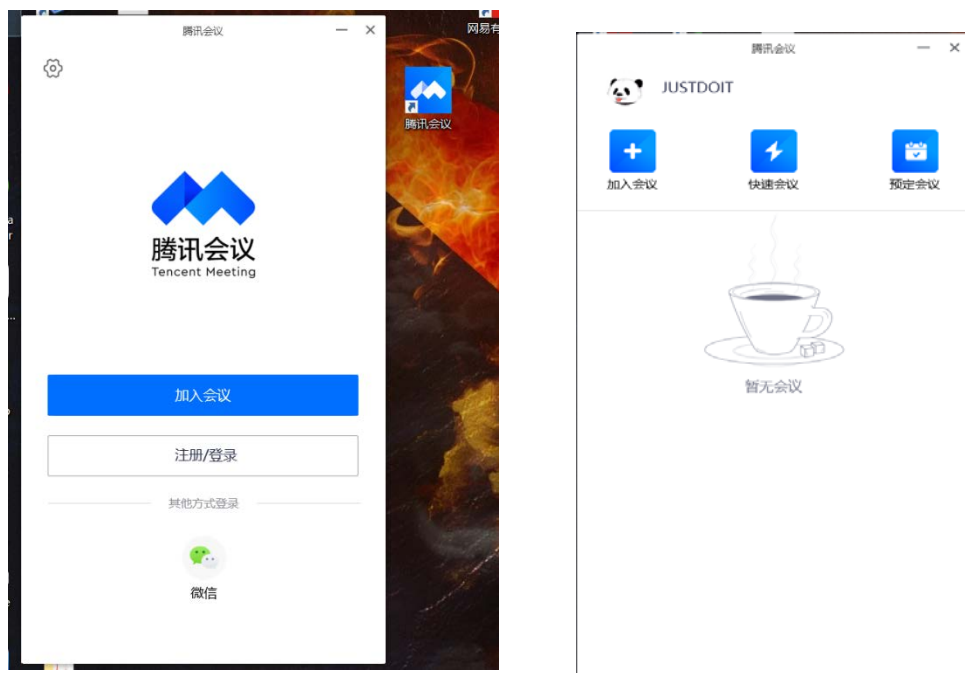 腾讯会议
网易有
腾讯会议
腾讯会议
Tencent Meeting
加入会议
注册/登录
其他方式登录
微信
腾讯会议
JUSTDOIT
加入会议
快速会议
预定会议
暂无会议